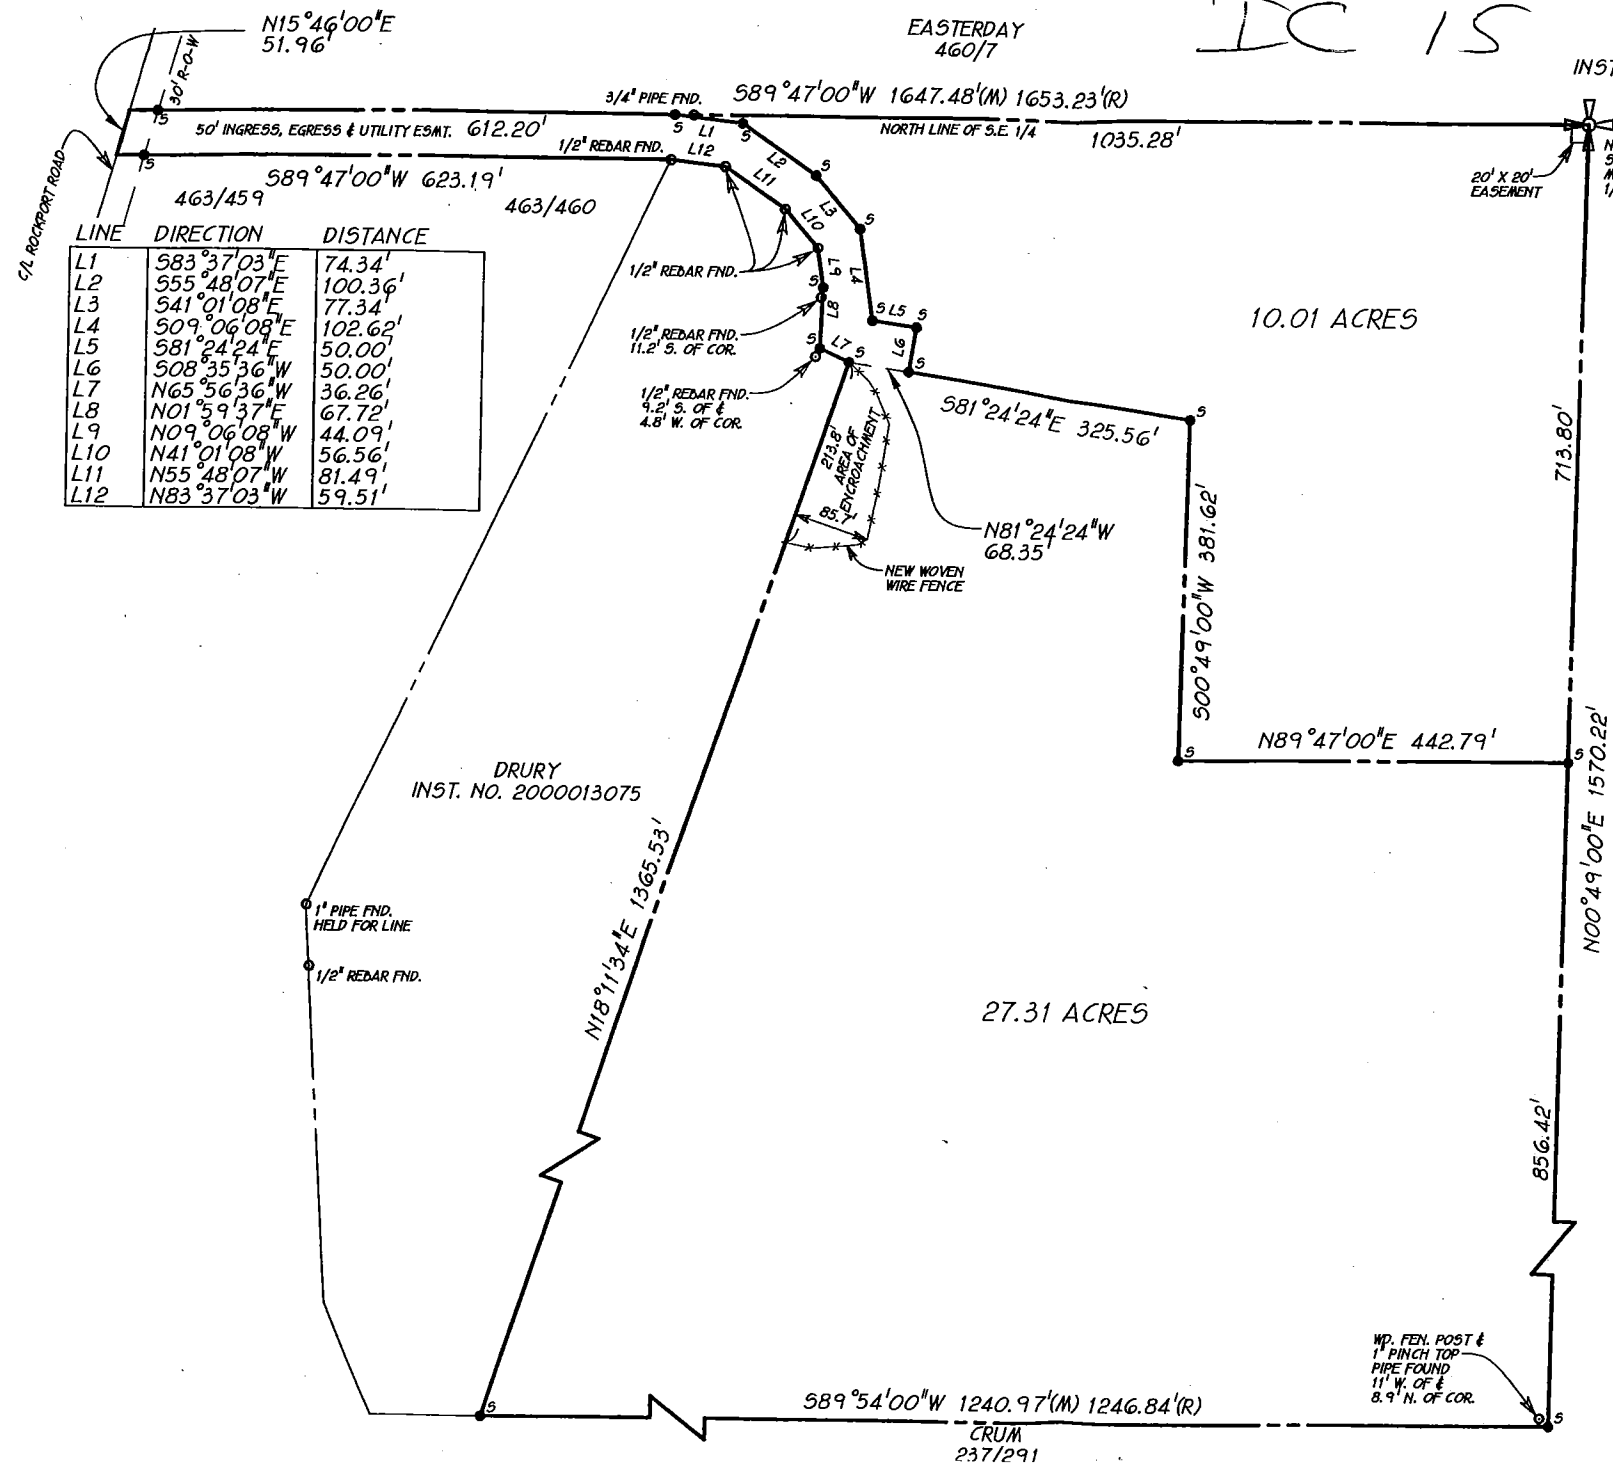 N15°46'00"E
51.96'
EASTERDAY
460/7
DC 15
INST
30' R-O-W
3/4" PIPE FND.
S89°47'00"W 1647.48'(M) 1653.23'(R)
S
S
L1
S
50' INGRESS, EGRESS & UTILITY ESMT. 612.20'
NORTH LINE OF S.E. 1/4
1035.28'
1/2" REBAR FND.
L12
L2
S
S
S89°47'00"W 623.19'
L11
L3
20' X 20'
EASEMENT
N
S
M
1/
463/459
463/460
L10
S
C/L ROCKPORT ROAD
LINE DIRECTION DISTANCE
L1 S83°37'03"E 74.34'
L2 S55°48'07"E 100.36'
L3 S41°01'08"E 77.34'
L4 S09°06'08"E 102.62'
L5 S81°24'24"E 50.00'
L6 S08°35'36"W 50.00'
L7 N65°56'36"W 36.26'
L8 N01°59'37"E 67.72'
L9 N09°06'08"W 44.09'
L10 N41°01'08"W 56.56'
L11 N55°48'07"W 81.49'
L12 N83°37'03"W 59.51'
1/2" REBAR FND.
L9
L4
S
L8
S L5 S
10.01 ACRES
1/2" REBAR FND.
11.2' S. OF COR.
S
L7
S
L6
S
1/2" REBAR FND.
9.2' S. OF &
4.8' W. OF COR.
S81°24'24"E 325.56'
S
213.8'
AREA OF
ENCROACHMENT
85.7'
713.80'
N81°24'24"W
68.35'
NEW WOVEN
WIRE FENCE
S00°49'00"W 381.62'
N89°47'00"E 442.79'
S
S
DRURY
INST. NO. 2000013075
N00°49'00"E 1570.22'
N18°11'34"E 1365.53'
1" PIPE FND.
HELD FOR LINE
1/2" REBAR FND.
27.31 ACRES
856.42'
WD. FEN. POST &
1" PINCH TOP
PIPE FOUND
11' W. OF &
8.9' N. OF COR.
S
S89°54'00"W 1240.97'(M) 1246.84'(R)
S
CRUM
237/291